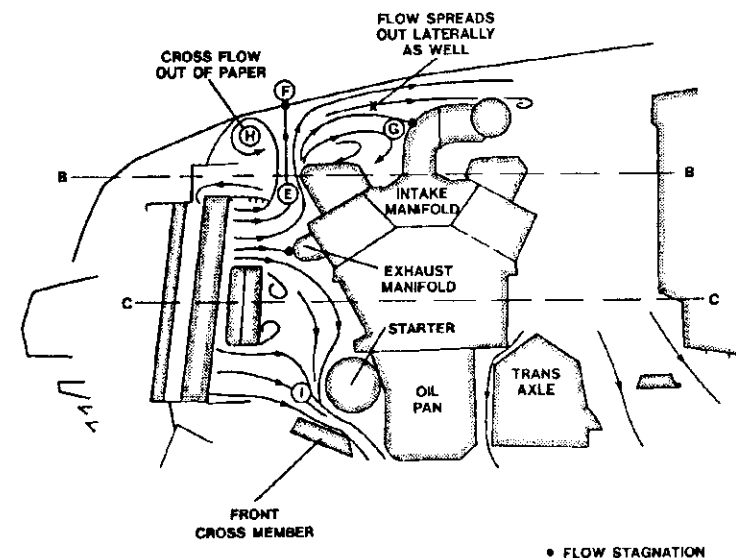 FLOW SPREADS
OUT LATERALLY
AS WELL
CROSS FLOW
OUT OF PAPER
F
H
G
B
B
E
INTAKE
MANIFOLD
EXHAUST
MANIFOLD
C
C
STARTER
TRANS
AXLE
OIL
PAN
I
FRONT
CROSS MEMBER
• FLOW STAGNATION